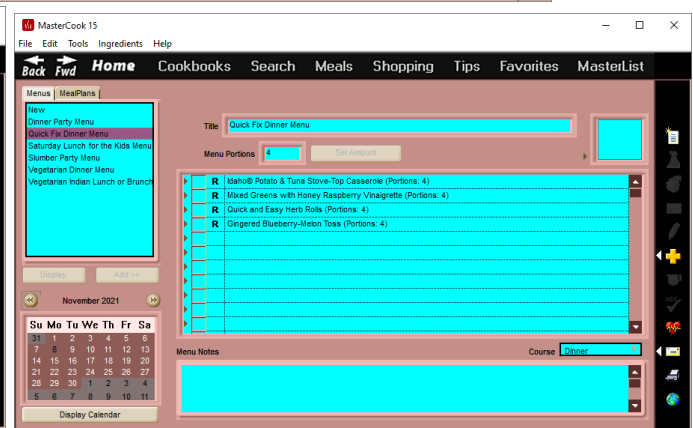 MasterCook 15
File Edit Tools Ingredients Help
Back Fwd Home Cookbooks Search Meals Shopping Tips Favorites MasterList
Menus MealPlans
New
Dinner Party Menu
Quick Fix Dinner Menu
Saturday Lunch for the Kids Menu
Slumber Party Menu
Vegetarian Dinner Menu
Vegetarian Indian Lunch or Brunch
Display Add >>
November 2021
Su Mo Tu We Th Fr Sa
31 1 2 3 4 5 6
7 8 9 10 11 12 13
14 15 16 17 18 19 20
21 22 23 24 25 26 27
28 29 30 1 2 3 4
5 6 7 8 9 10 11
Display Calendar
Title Quick Fix Dinner Menu
Menu Portions 4 Set Amount
R Idaho® Potato & Tuna Stove-Top Casserole (Portions: 4)
R Mixed Greens with Honey Raspberry Vinaigrette (Portions: 4)
R Quick and Easy Herb Rolls (Portions: 4)
R Gingered Blueberry-Melon Toss (Portions: 4)
Menu Notes Course Dinner